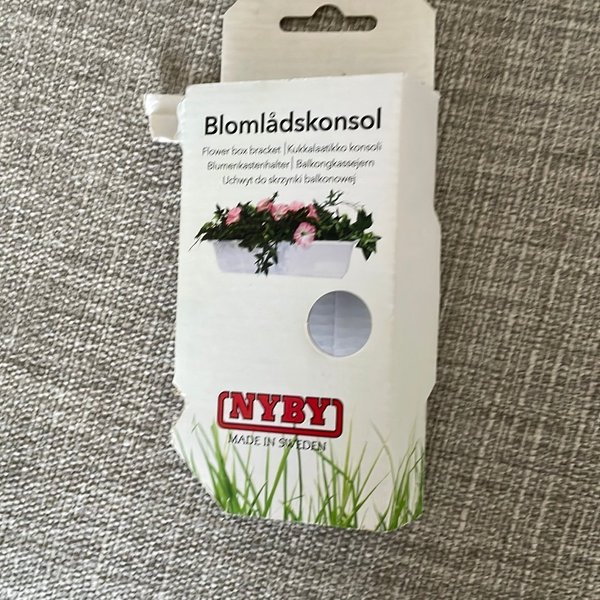 Blomlådskonsol
Flower box bracket | Kukkalaatikko konsoli
Blumenkastenhalter | Balkongkassejern
Uchwyt do skrzynki balkonowej
NYBY
MADE IN SWEDEN